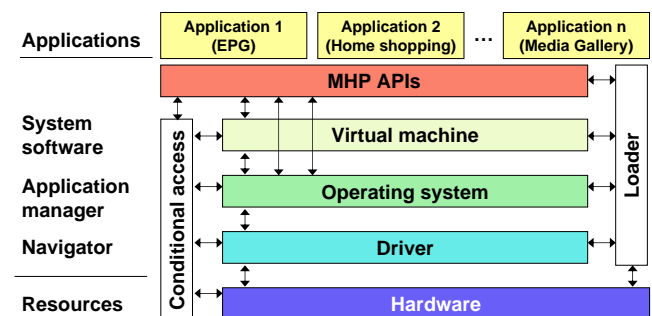 Applications
Application 1
(EPG)
Application 2
(Home shopping)
...
Application n
(Media Gallery)
MHP APIs
System
software
Virtual machine
Application
manager
Operating system
Navigator
Driver
Resources
Hardware
Conditional access
Loader